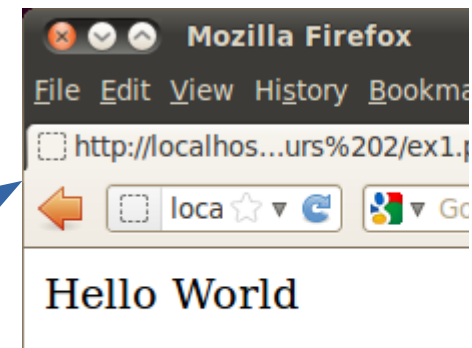 Mozilla Firefox
File Edit View History Bookma
http://localhos...urs%202/ex1.p
loca Go
Hello World